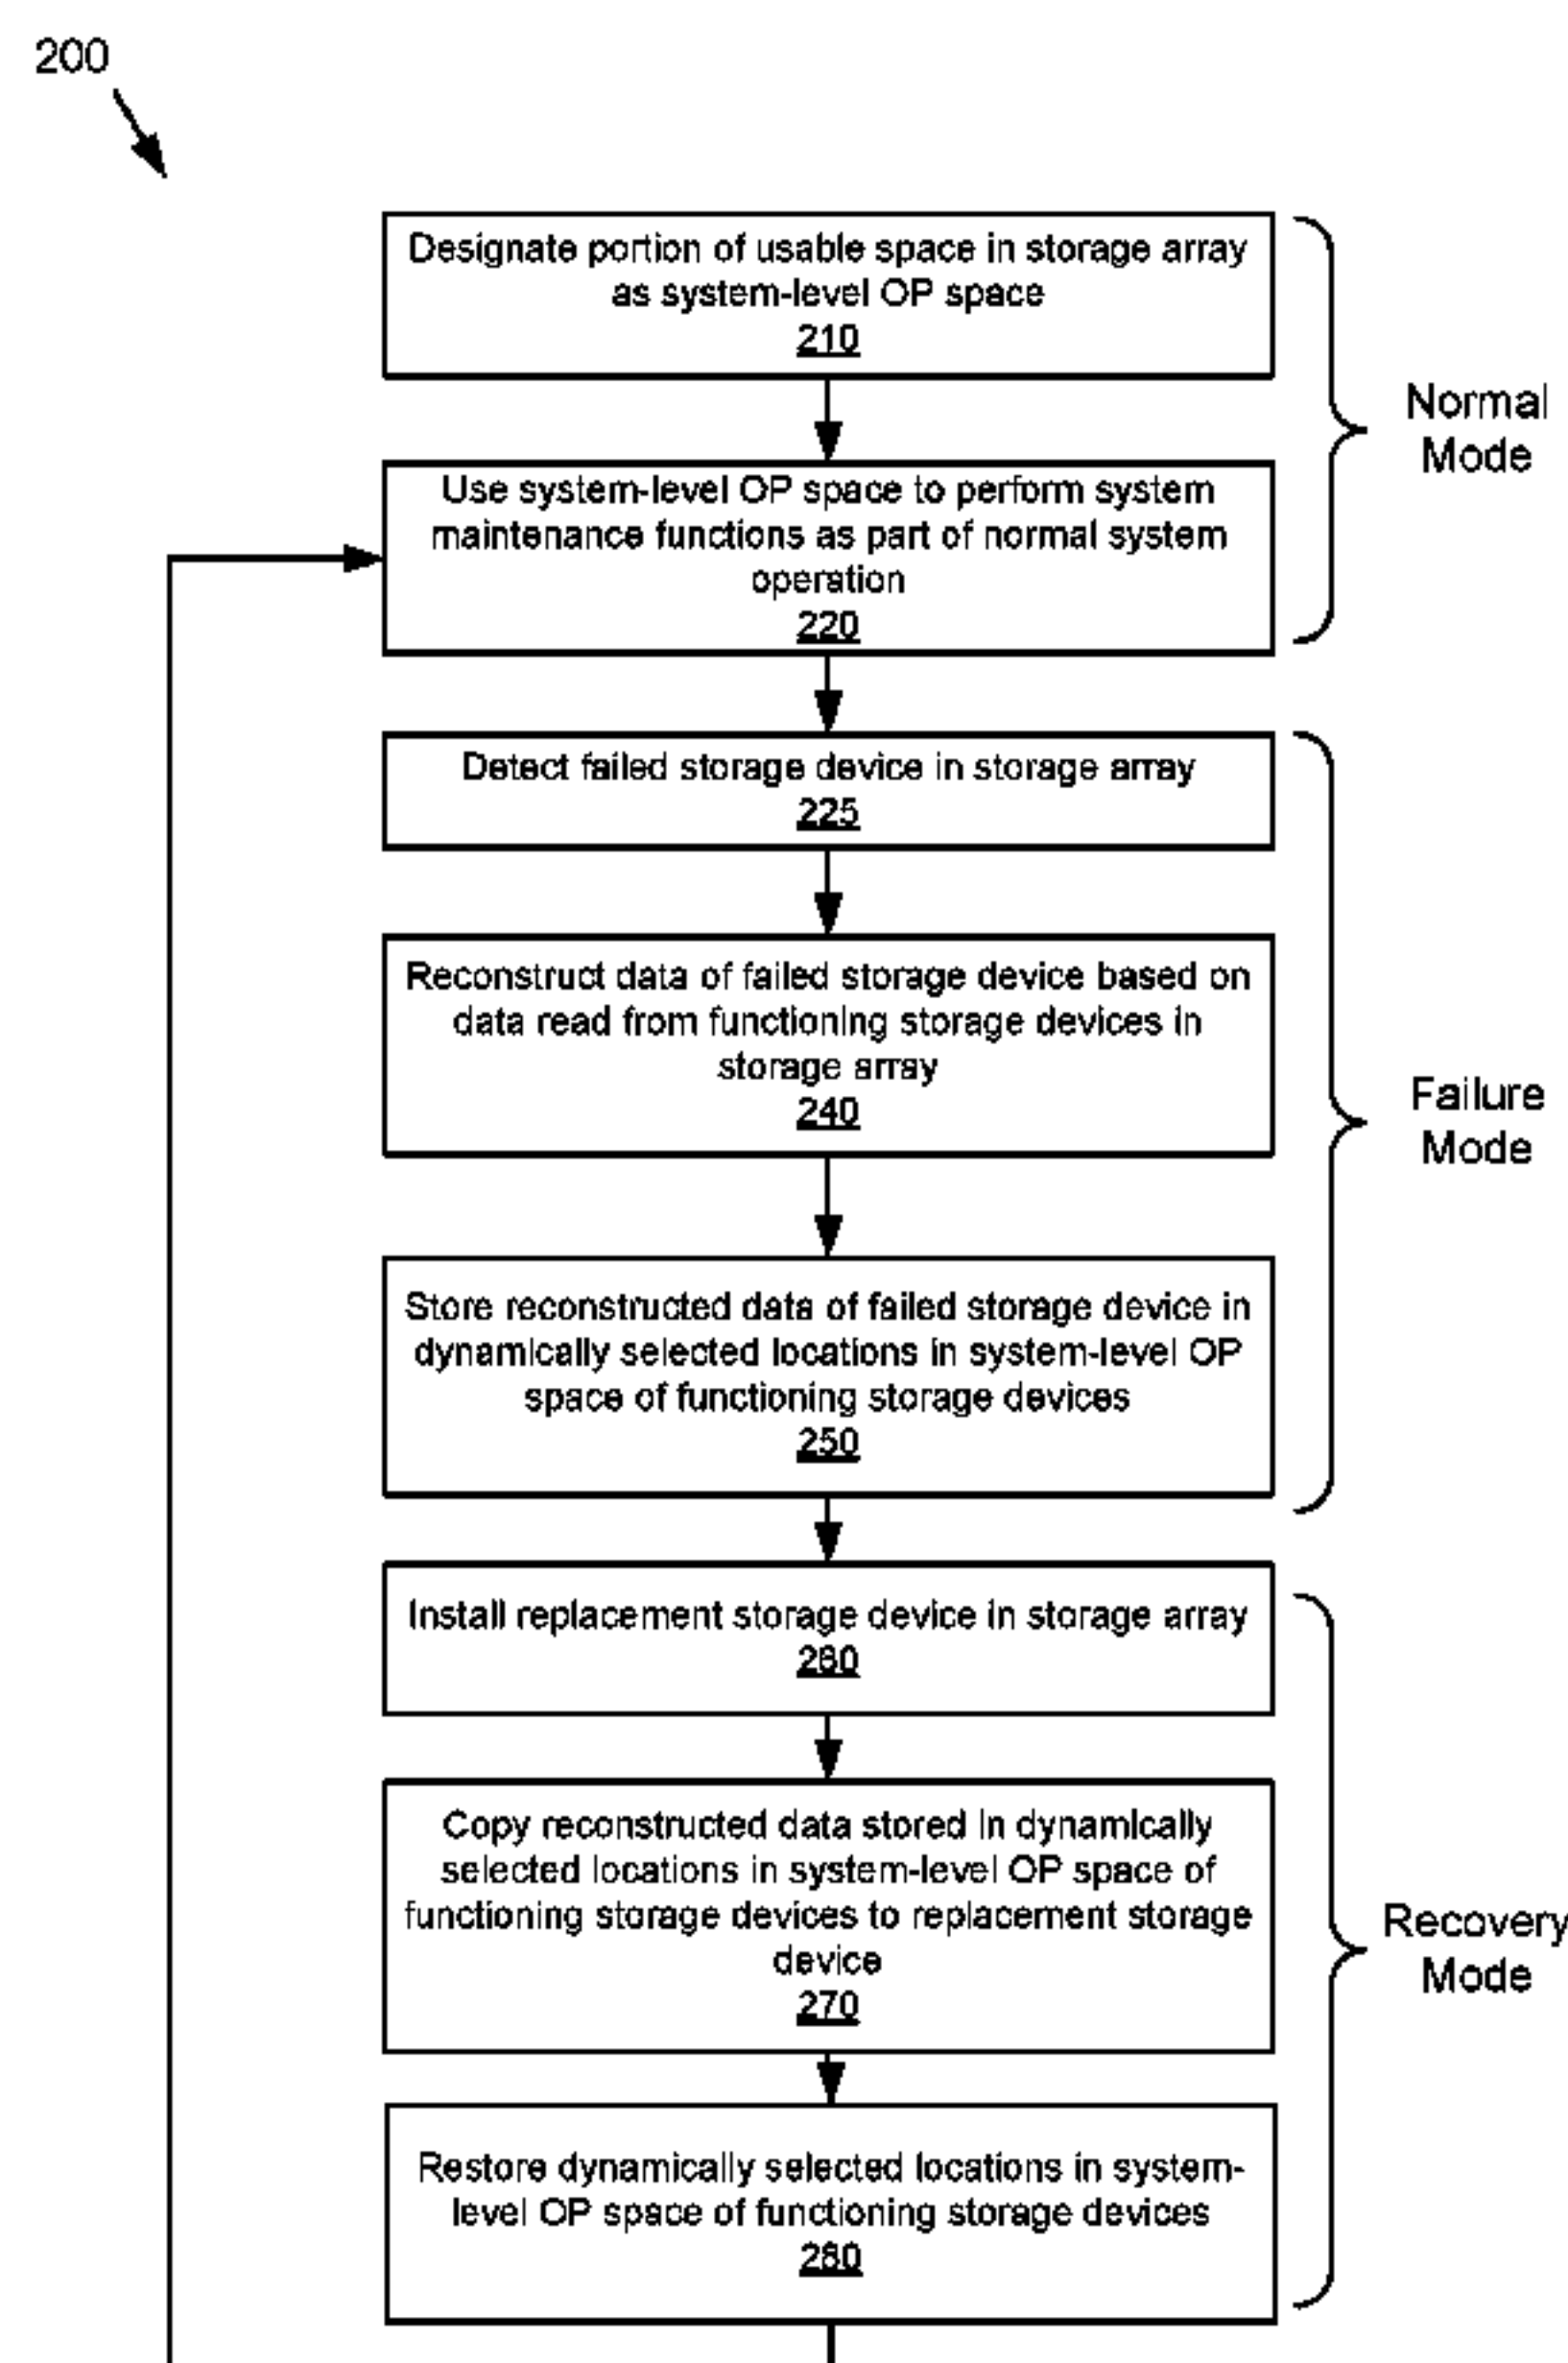 200
Designate portion of usable space in storage array
as system-level OP space
210
Normal
Mode
Use system-level OP space to perform system
maintenance functions as part of normal system
operation
220
Detect failed storage device in storage array
225
Reconstruct data of failed storage device based on
data read from functioning storage devices in
storage array
240
Failure
Mode
Store reconstructed data of failed storage device in
dynamically selected locations in system-level OP
space of functioning storage devices
250
Install replacement storage device in storage array
260
Copy reconstructed data stored in dynamically
selected locations in system-level OP space of
functioning storage devices to replacement storage
device
270
Recovery
Mode
Restore dynamically selected locations in system-
level OP space of functioning storage devices
280